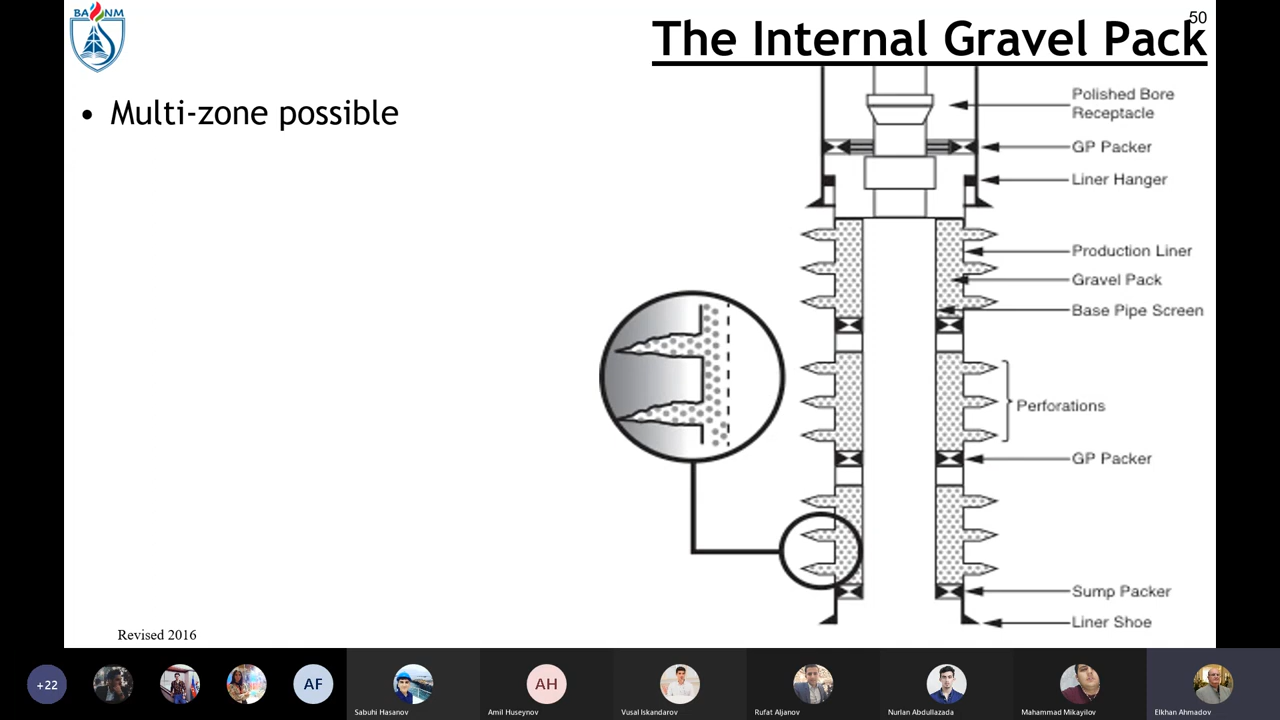 BANM
50
The Internal Gravel Pack
• Multi-zone possible
Polished Bore
Receptacle
GP Packer
Liner Hanger
Production Liner
Gravel Pack
Base Pipe Screen
Perforations
GP Packer
Sump Packer
Liner Shoe
Revised 2016
+22
AF
AH
Sabuhi Hasanov
Amil Huseynov
Vusal Iskandarov
Rufat Aljanov
Nurlan Abdullazada
Mahammad Mikayilov
Elkhan Ahmadov